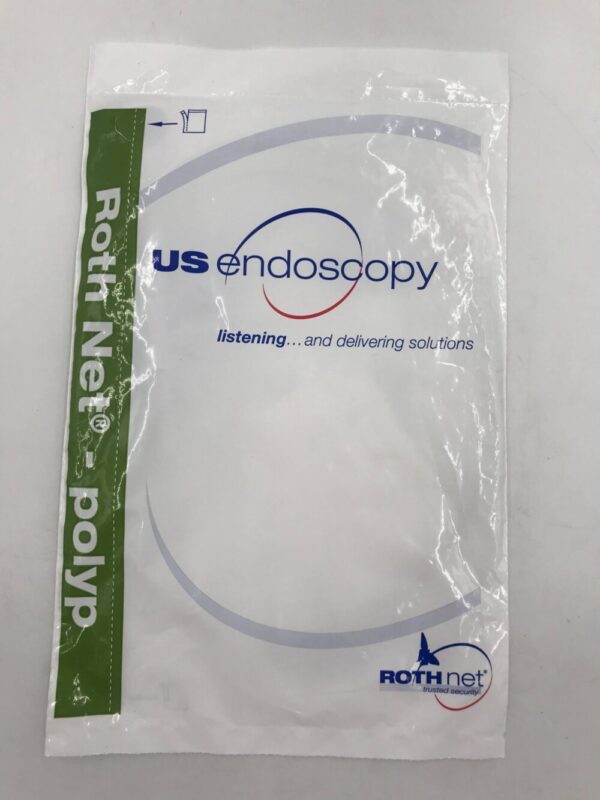 Roth Net® - polyp
US endoscopy
listening...and delivering solutions
ROTH net®
trusted security